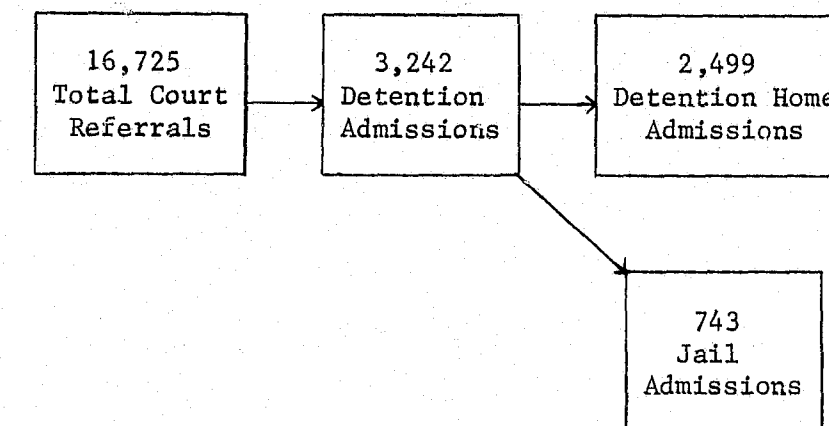 16,725
Total Court
Referrals
3,242
Detention
Admissions
2,499
Detention Home
Admissions
743
Jail
Admissions